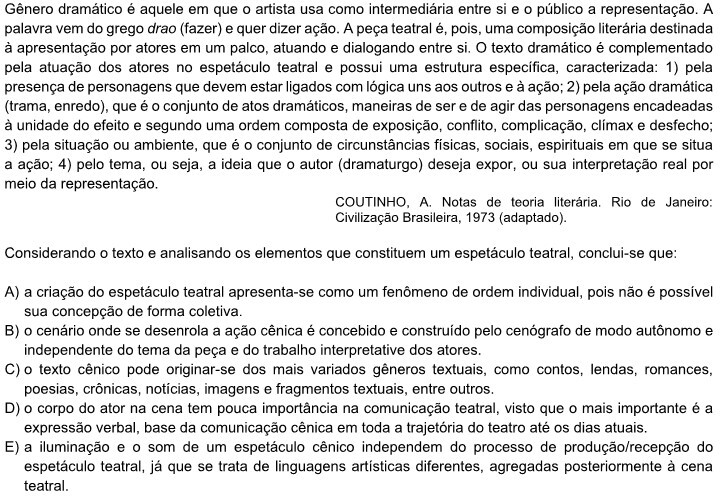 Gênero dramático é aquele em que o artista usa como intermediária entre si e o público a representação. A
palavra vem do grego drao (fazer) e quer dizer ação. A peça teatral é, pois, uma composição literária destinada
à apresentação por atores em um palco, atuando e dialogando entre si. O texto dramático é complementado
pela atuação dos atores no espetáculo teatral e possui uma estrutura específica, caracterizada: 1) pela
presença de personagens que devem estar ligados com lógica uns aos outros e à ação; 2) pela ação dramática
(trama, enredo), que é o conjunto de atos dramáticos, maneiras de ser e de agir das personagens encadeadas
à unidade do efeito e segundo uma ordem composta de exposição, conflito, complicação, clímax e desfecho;
3) pela situação ou ambiente, que é o conjunto de circunstâncias físicas, sociais, espirituais em que se situa
a ação; 4) pelo tema, ou seja, a ideia que o autor (dramaturgo) deseja expor, ou sua interpretação real por
meio da representação.
COUTINHO, A. Notas de teoria literária. Rio de Janeiro:
Civilização Brasileira, 1973 (adaptado).
Considerando o texto e analisando os elementos que constituem um espetáculo teatral, conclui-se que:
A) a criação do espetáculo teatral apresenta-se como um fenômeno de ordem individual, pois não é possível
sua concepção de forma coletiva.
B) o cenário onde se desenrola a ação cênica é concebido e construído pelo cenógrafo de modo autônomo e
independente do tema da peça e do trabalho interpretative dos atores.
C) o texto cênico pode originar-se dos mais variados gêneros textuais, como contos, lendas, romances,
poesias, crônicas, notícias, imagens e fragmentos textuais, entre outros.
D) o corpo do ator na cena tem pouca importância na comunicação teatral, visto que o mais importante é a
expressão verbal, base da comunicação cênica em toda a trajetória do teatro até os dias atuais.
E) a iluminação e o som de um espetáculo cênico independem do processo de produção/recepção do
espetáculo teatral, já que se trata de linguagens artísticas diferentes, agregadas posteriormente à cena
teatral.